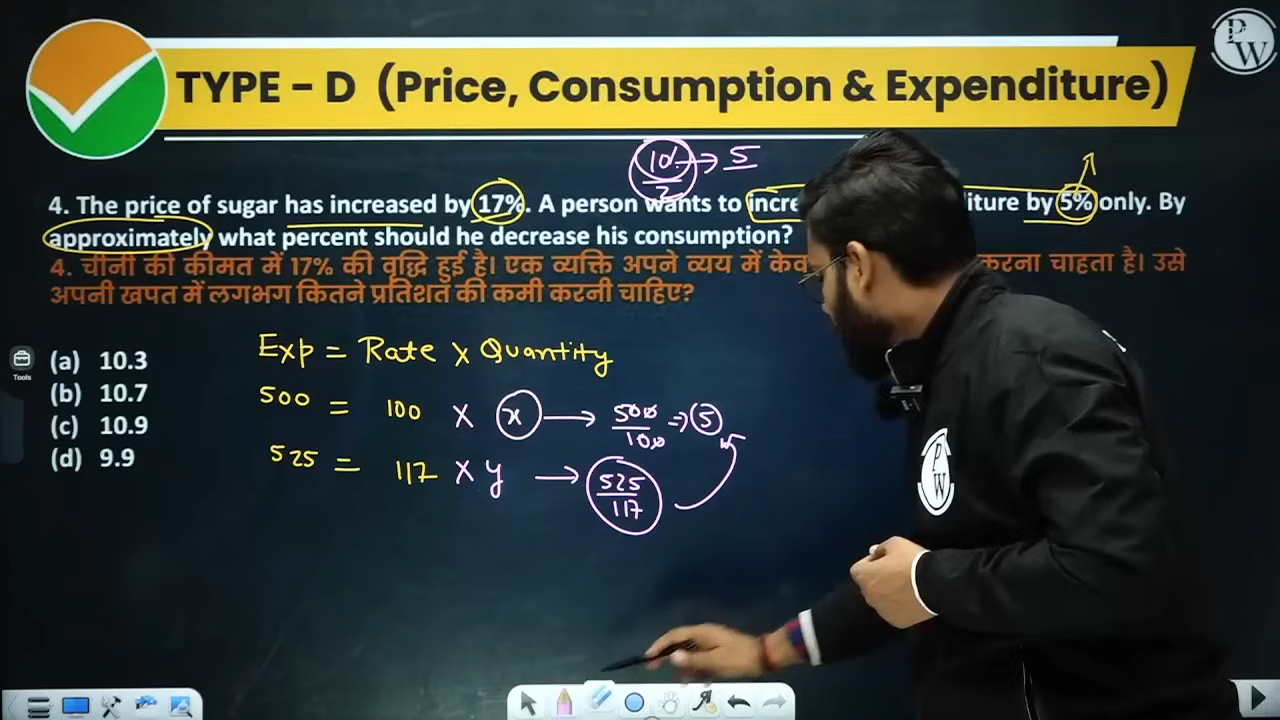 PW
TYPE - D (Price, Consumption & Expenditure)
10% → 5
2
4. The price of sugar has increased by 17%. A person wants to incre iture by 5% only. By
approximately what percent should he decrease his consumption?
4. चीनी की कीमत में 17% की वृद्धि हुई है। एक व्यक्ति अपने व्यय में केव करना चाहता है। उसे
अपनी खपत में लगभग कितने प्रतिशत की कमी करनी चाहिए?
Exp = Rate × Quantity
(a) 10.3
Tools
(b) 10.7
500 = 100 × x → 500/100 ⇒ 5
(c) 10.9
(d) 9.9
525 = 117 × y → 525/117
PW